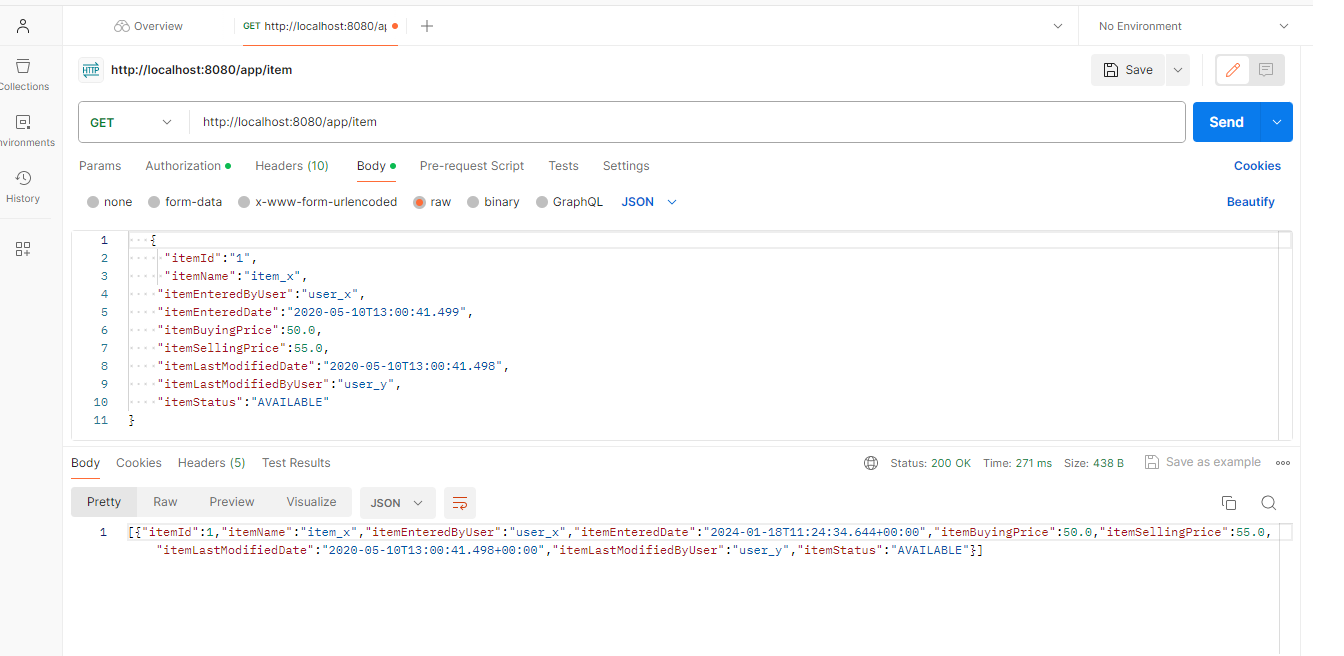 Overview
GET http://localhost:8080/ap
No Environment
http://localhost:8080/app/item
Save
Collections
GET
http://localhost:8080/app/item
Send
nvironments
Params Authorization Headers (10) Body Pre-request Script Tests Settings
Cookies
History
none form-data x-www-form-urlencoded raw binary GraphQL JSON
Beautify
1 {
2 "itemId":"1",
3 "itemName":"item_x",
4 "itemEnteredByUser":"user_x",
5 "itemEnteredDate":"2020-05-10T13:00:41.499",
6 "itemBuyingPrice":50.0,
7 "itemSellingPrice":55.0,
8 "itemLastModifiedDate":"2020-05-10T13:00:41.498",
9 "itemLastModifiedByUser":"user_y",
10 "itemStatus":"AVAILABLE"
11 }
Body Cookies Headers (5) Test Results
Status: 200 OK Time: 271 ms Size: 438 B
Save as example
Pretty Raw Preview Visualize JSON
1 [{"itemId":1,"itemName":"item_x","itemEnteredByUser":"user_x","itemEnteredDate":"2024-01-18T11:24:34.644+00:00","itemBuyingPrice":50.0,"itemSellingPrice":55.0,
"itemLastModifiedDate":"2020-05-10T13:00:41.498+00:00","itemLastModifiedByUser":"user_y","itemStatus":"AVAILABLE"}]